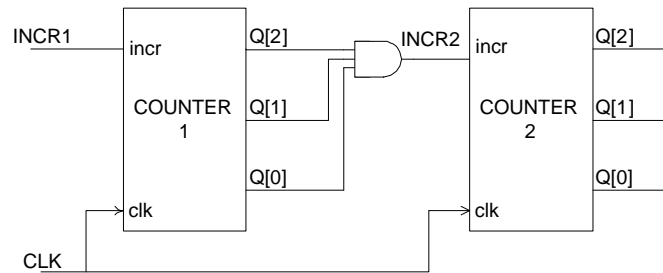 INCR1
incr
COUNTER
1
Q[2]
Q[1]
Q[0]
clk
INCR2
incr
COUNTER
2
Q[2]
Q[1]
Q[0]
clk
CLK